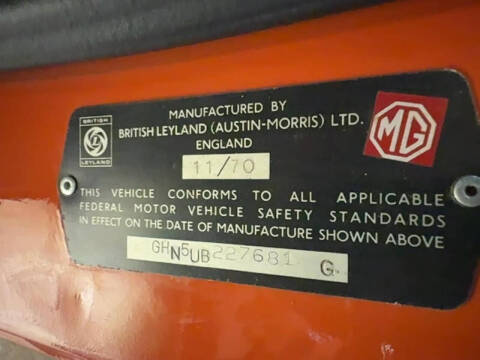 BRITISH
LEYLAND
MANUFACTURED BY
BRITISH LEYLAND (AUSTIN-MORRIS) LTD.
ENGLAND
MG
11/70
THIS VEHICLE CONFORMS TO ALL APPLICABLE
FEDERAL MOTOR VEHICLE SAFETY STANDARDS
IN EFFECT ON THE DATE OF MANUFACTURE SHOWN ABOVE
GHN5UB227681 G.